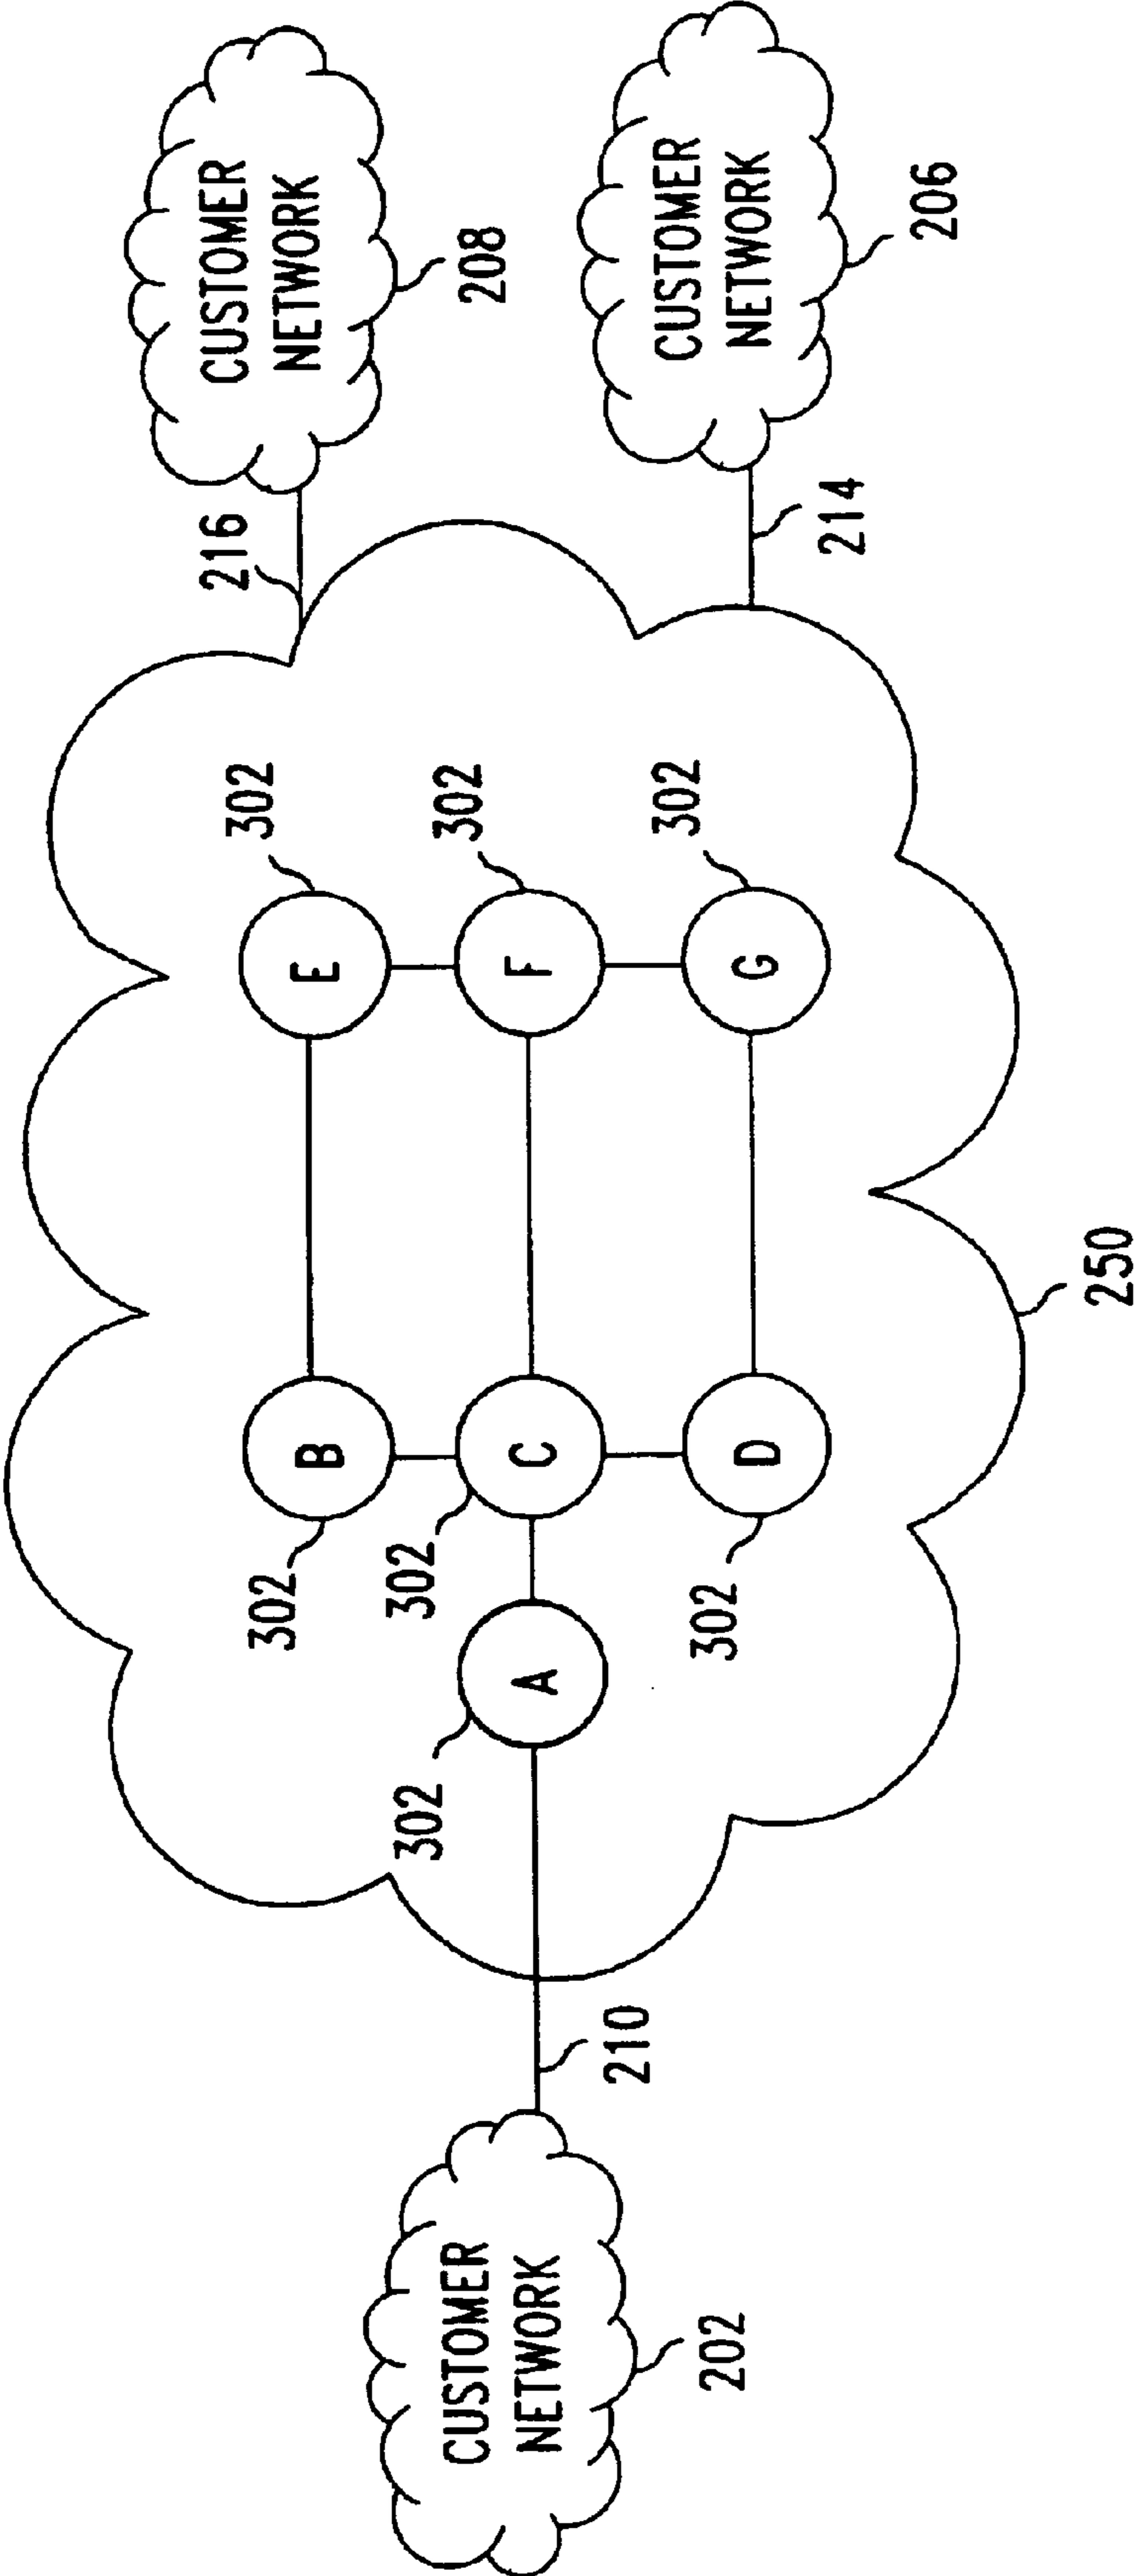 CUSTOMER
NETWORK
208
216
CUSTOMER
NETWORK
206
214
302
E
302
F
302
G
B
302
C
302
D
302
A
302
250
210
CUSTOMER
NETWORK
202